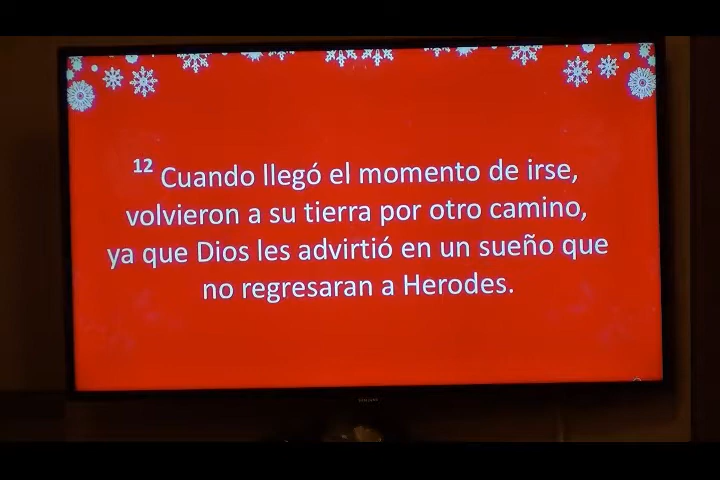 12 Cuando llegó el momento de irse,
volvieron a su tierra por otro camino,
ya que Dios les advirtió en un sueño que
no regresaran a Herodes.
SAMSUNG